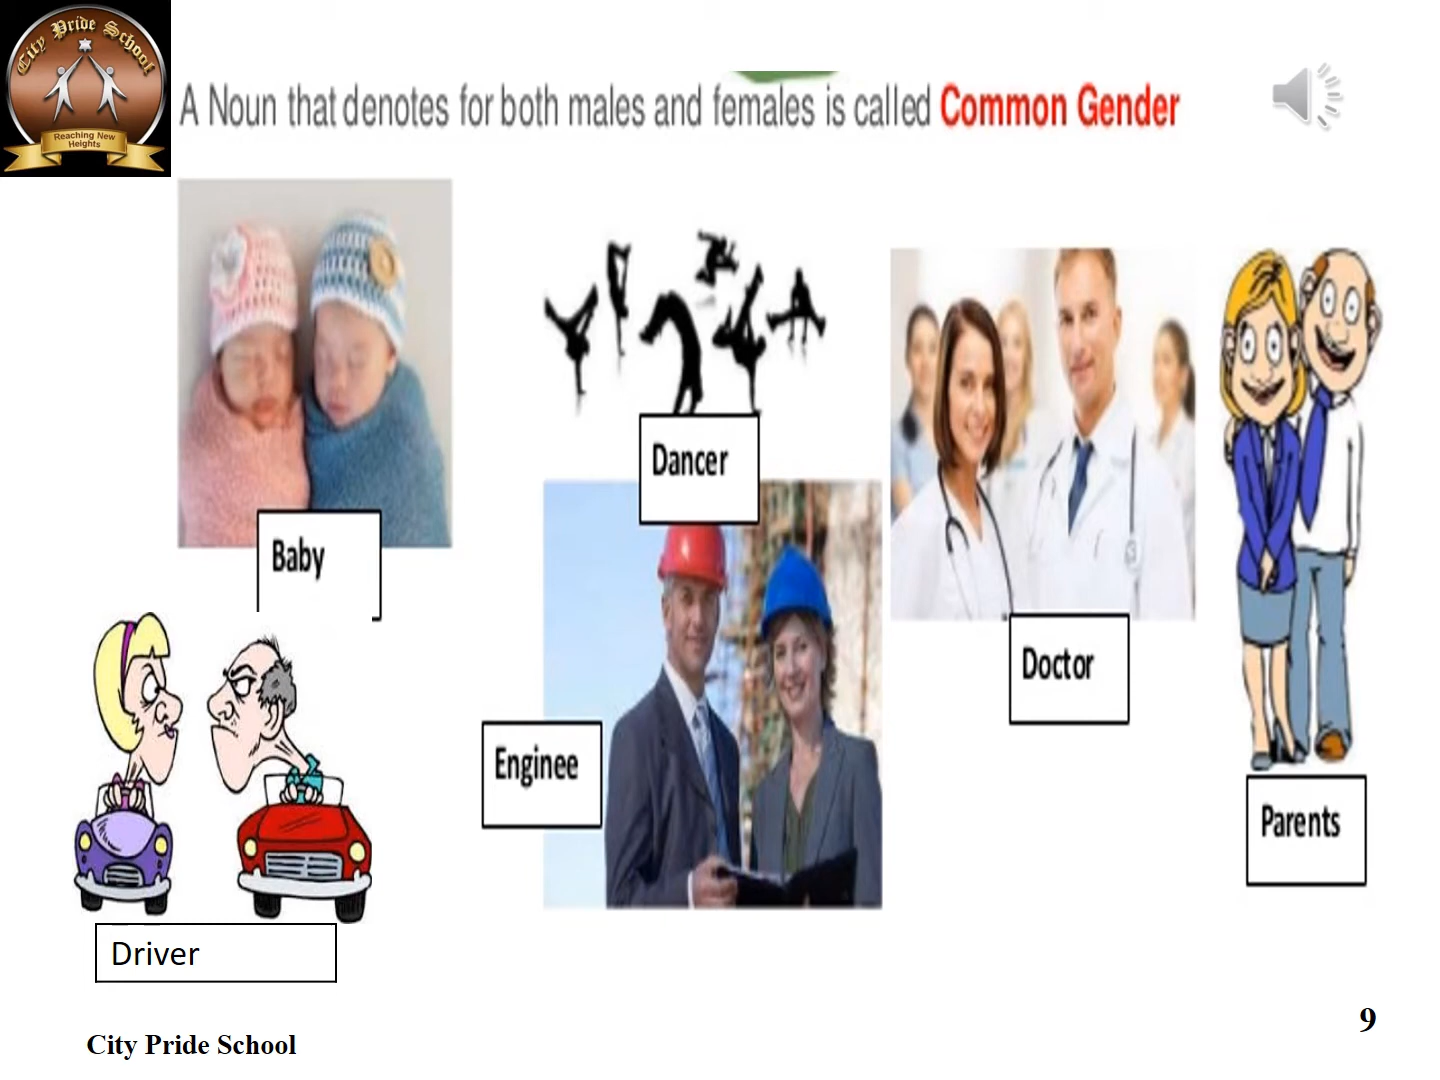 City Pride School
Reaching New
Heights
A Noun that denotes for both males and females is called Common Gender
Baby
Dancer
Doctor
Enginee
Parents
Driver
City Pride School
9